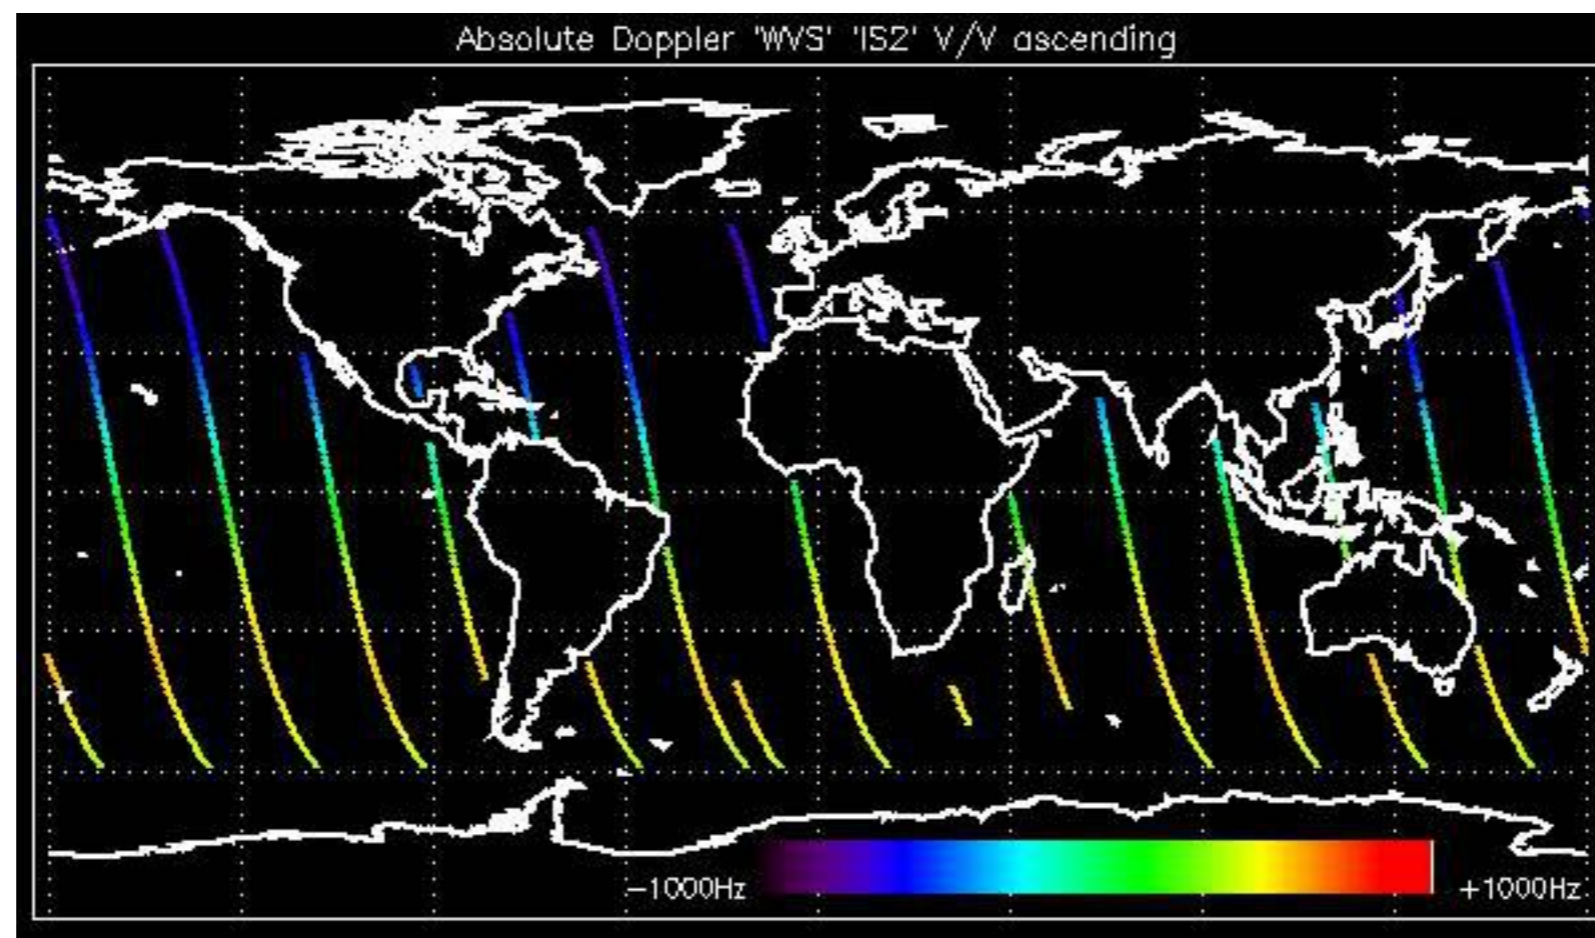 Absolute Doppler 'WVS' 'IS2' V/V ascending
−1000Hz +1000Hz